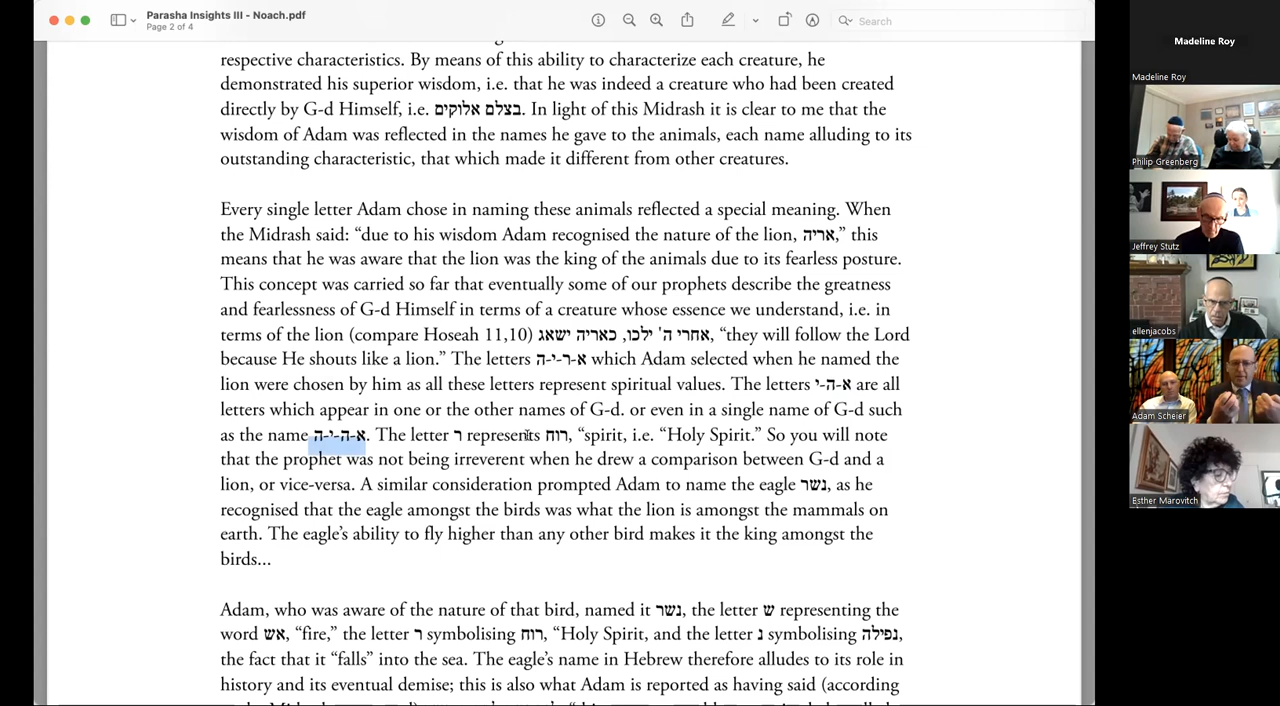 Parasha Insights III - Noach.pdf
Page 2 of 4
Search
respective characteristics. By means of this ability to characterize each creature, he
demonstrated his superior wisdom, i.e. that he was indeed a creature who had been created
directly by G-d Himself, i.e. בצלם אלוקים. In light of this Midrash it is clear to me that the
wisdom of Adam was reflected in the names he gave to the animals, each name alluding to its
outstanding characteristic, that which made it different from other creatures.
Every single letter Adam chose in naming these animals reflected a special meaning. When
the Midrash said: “due to his wisdom Adam recognised the nature of the lion, אריה,” this
means that he was aware that the lion was the king of the animals due to its fearless posture.
This concept was carried so far that eventually some of our prophets describe the greatness
and fearlessness of G-d Himself in terms of a creature whose essence we understand, i.e. in
terms of the lion (compare Hoseah 11,10) אחרי ה' ילכו, כאריה ישאג, “they will follow the Lord
because He shouts like a lion.” The letters א-ר-י-ה which Adam selected when he named the
lion were chosen by him as all these letters represent spiritual values. The letters א-ה-י are all
letters which appear in one or the other names of G-d. or even in a single name of G-d such
as the name א-ה-י-ה. The letter ר represents רוח, “spirit, i.e. “Holy Spirit.” So you will note
that the prophet was not being irreverent when he drew a comparison between G-d and a
lion, or vice-versa. A similar consideration prompted Adam to name the eagle נשר, as he
recognised that the eagle amongst the birds was what the lion is amongst the mammals on
earth. The eagle’s ability to fly higher than any other bird makes it the king amongst the
birds...
Adam, who was aware of the nature of that bird, named it נשר, the letter ש representing the
word אש, “fire,” the letter ר symbolising רוח, “Holy Spirit, and the letter נ symbolising נפילה,
the fact that it “falls” into the sea. The eagle’s name in Hebrew therefore alludes to its role in
history and its eventual demise; this is also what Adam is reported as having said (according
Madeline Roy
Madeline Roy
Philip Greenberg
Jeffrey Stutz
ellenjacobs
Adam Scheier
Esther Marovitch